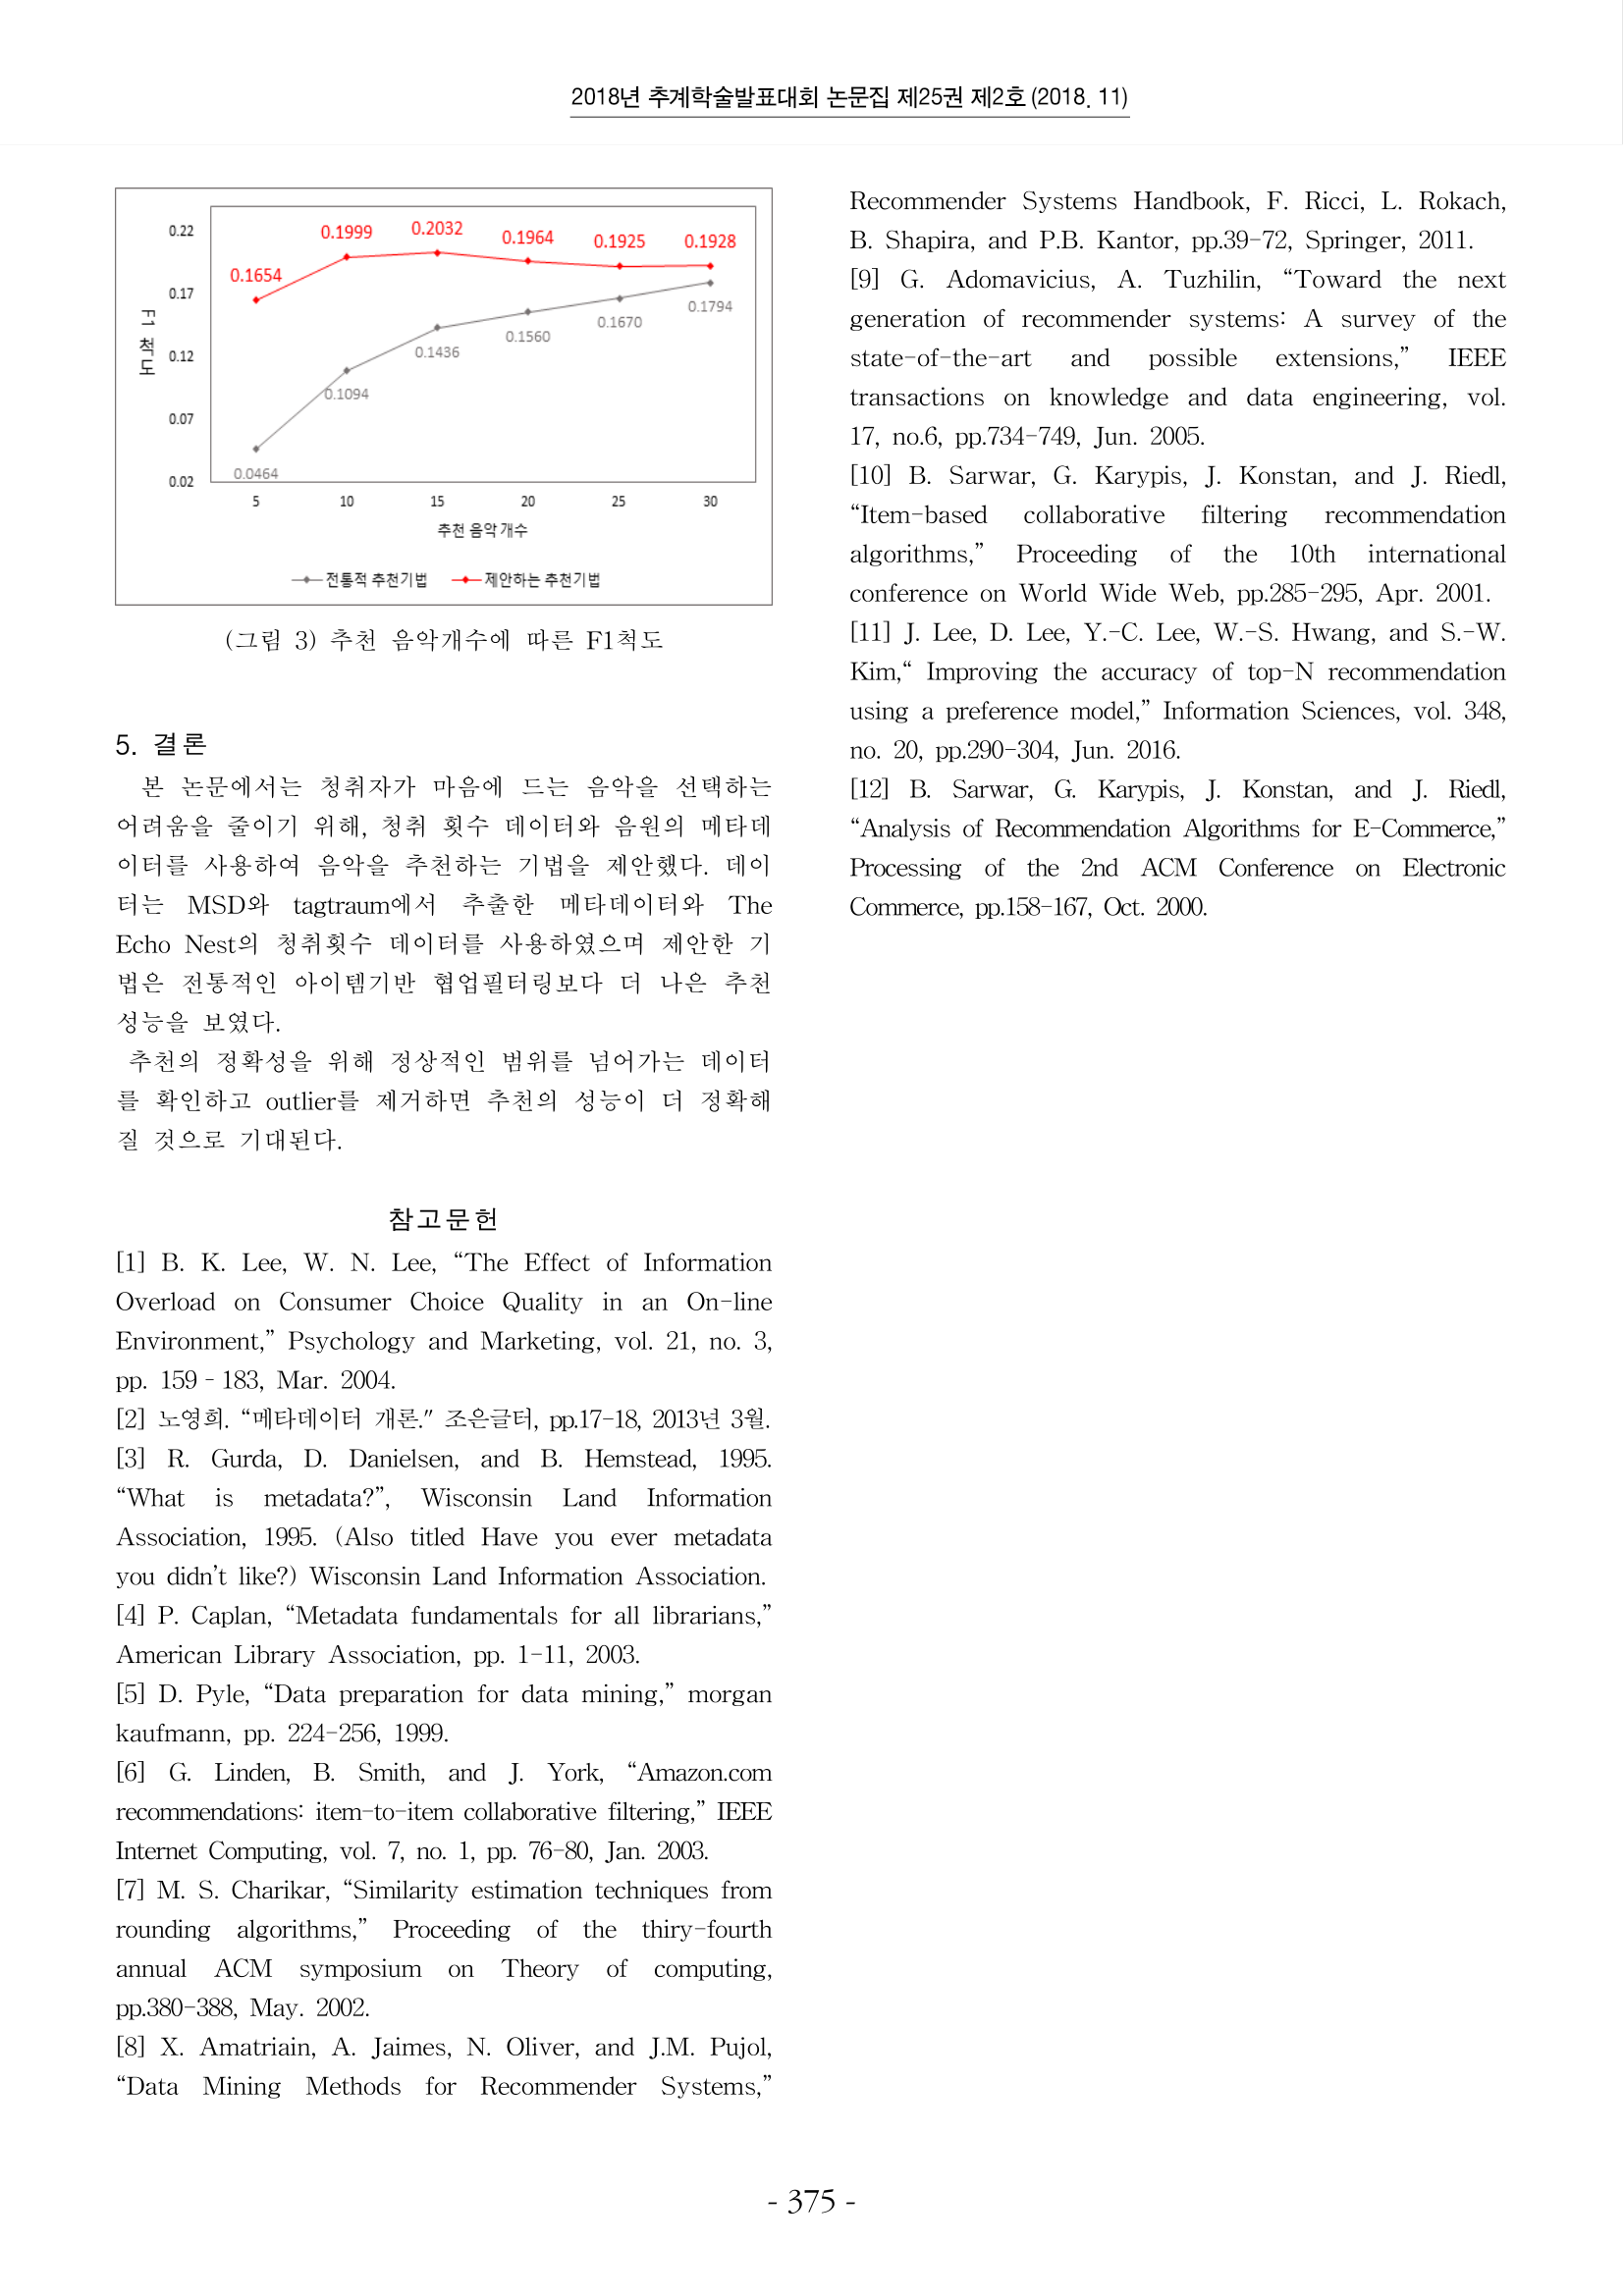 2018년 추계학술발표대회 논문집 제25권 제2호 (2018. 11)
0.22
0.17
0.12
0.07
0.02
F1 척도
0.1654
0.1999
0.2032
0.1964
0.1925
0.1928
0.0464
0.1094
0.1436
0.1560
0.1670
0.1794
5 10 15 20 25 30
추천 음악 개수
전통적 추천기법 제안하는 추천기법
(그림 3) 추천 음악개수에 따른 F1척도
5. 결론
본 논문에서는 청취자가 마음에 드는 음악을 선택하는
어려움을 줄이기 위해, 청취 횟수 데이터와 음원의 메타데
이터를 사용하여 음악을 추천하는 기법을 제안했다. 데이
터는 MSD와 tagtraum에서 추출한 메타데이터와 The
Echo Nest의 청취횟수 데이터를 사용하였으며 제안한 기
법은 전통적인 아이템기반 협업필터링보다 더 나은 추천
성능을 보였다.
추천의 정확성을 위해 정상적인 범위를 넘어가는 데이터
를 확인하고 outlier를 제거하면 추천의 성능이 더 정확해
질 것으로 기대된다.
참고문헌
[1] B. K. Lee, W. N. Lee, “The Effect of Information
Overload on Consumer Choice Quality in an On-line
Environment,” Psychology and Marketing, vol. 21, no. 3,
pp. 159‐183, Mar. 2004.
[2] 노영희. “메타데이터 개론.” 조은글터, pp.17-18, 2013년 3월.
[3] R. Gurda, D. Danielsen, and B. Hemstead, 1995.
“What is metadata?”, Wisconsin Land Information
Association, 1995. (Also titled Have you ever metadata
you didn’t like?) Wisconsin Land Information Association.
[4] P. Caplan, “Metadata fundamentals for all librarians,”
American Library Association, pp. 1-11, 2003.
[5] D. Pyle, “Data preparation for data mining,” morgan
kaufmann, pp. 224-256, 1999.
[6] G. Linden, B. Smith, and J. York, “Amazon.com
recommendations: item-to-item collaborative filtering,” IEEE
Internet Computing, vol. 7, no. 1, pp. 76-80, Jan. 2003.
[7] M. S. Charikar, “Similarity estimation techniques from
rounding algorithms,” Proceeding of the thiry-fourth
annual ACM symposium on Theory of computing,
pp.380-388, May. 2002.
[8] X. Amatriain, A. Jaimes, N. Oliver, and J.M. Pujol,
“Data Mining Methods for Recommender Systems,”
Recommender Systems Handbook, F. Ricci, L. Rokach,
B. Shapira, and P.B. Kantor, pp.39-72, Springer, 2011.
[9] G. Adomavicius, A. Tuzhilin, “Toward the next
generation of recommender systems: A survey of the
state-of-the-art and possible extensions,” IEEE
transactions on knowledge and data engineering, vol.
17, no.6, pp.734-749, Jun. 2005.
[10] B. Sarwar, G. Karypis, J. Konstan, and J. Riedl,
“Item-based collaborative filtering recommendation
algorithms,” Proceeding of the 10th international
conference on World Wide Web, pp.285-295, Apr. 2001.
[11] J. Lee, D. Lee, Y.-C. Lee, W.-S. Hwang, and S.-W.
Kim,“ Improving the accuracy of top-N recommendation
using a preference model,” Information Sciences, vol. 348,
no. 20, pp.290-304, Jun. 2016.
[12] B. Sarwar, G. Karypis, J. Konstan, and J. Riedl,
“Analysis of Recommendation Algorithms for E-Commerce,”
Processing of the 2nd ACM Conference on Electronic
Commerce, pp.158-167, Oct. 2000.
- 375 -